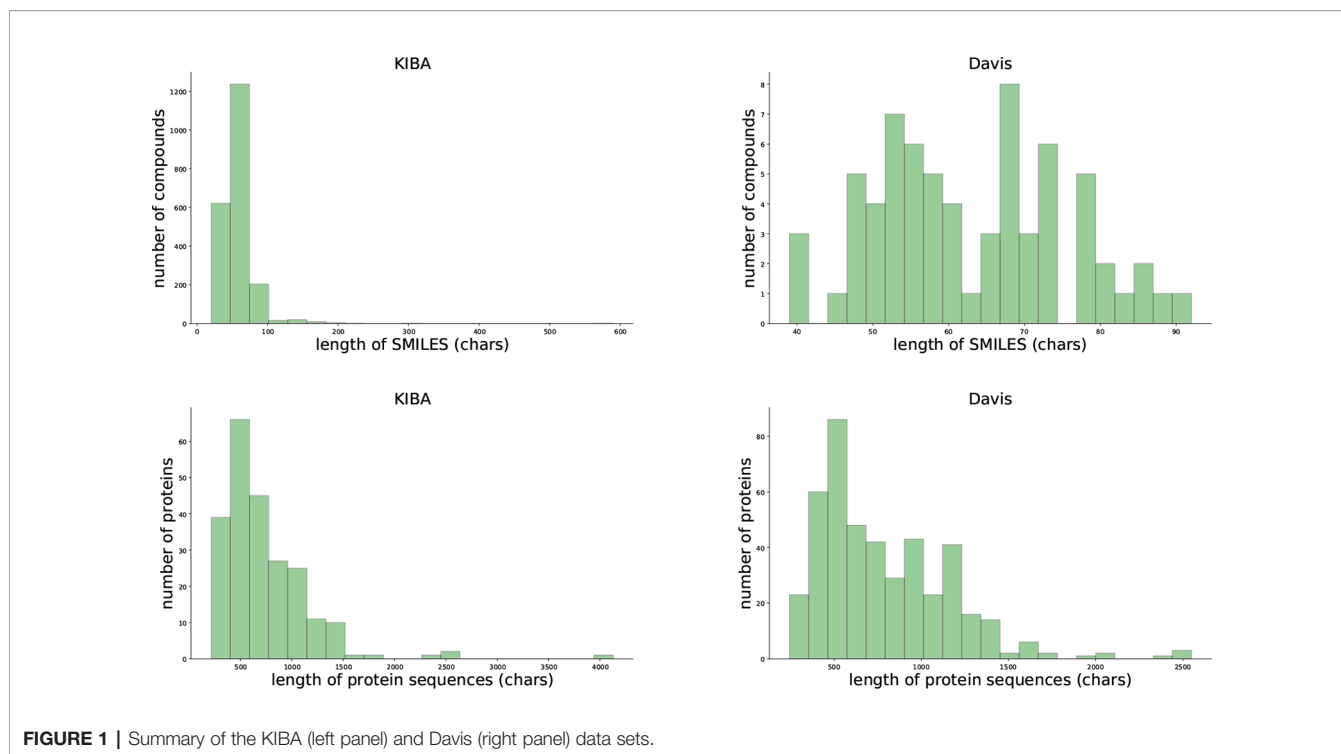 KIBA
number of compounds
1200
1000
800
600
400
200
0
0 100 200 300 400 500 600
length of SMILES (chars)
Davis
number of compounds
8
7
6
5
4
3
2
1
0
40 50 60 70 80 90
length of SMILES (chars)
KIBA
number of proteins
60
50
40
30
20
10
0
500 1000 1500 2000 2500 3000 3500 4000
length of protein sequences (chars)
Davis
number of proteins
80
60
40
20
0
500 1000 1500 2000 2500
length of protein sequences (chars)
FIGURE 1 | Summary of the KIBA (left panel) and Davis (right panel) data sets.